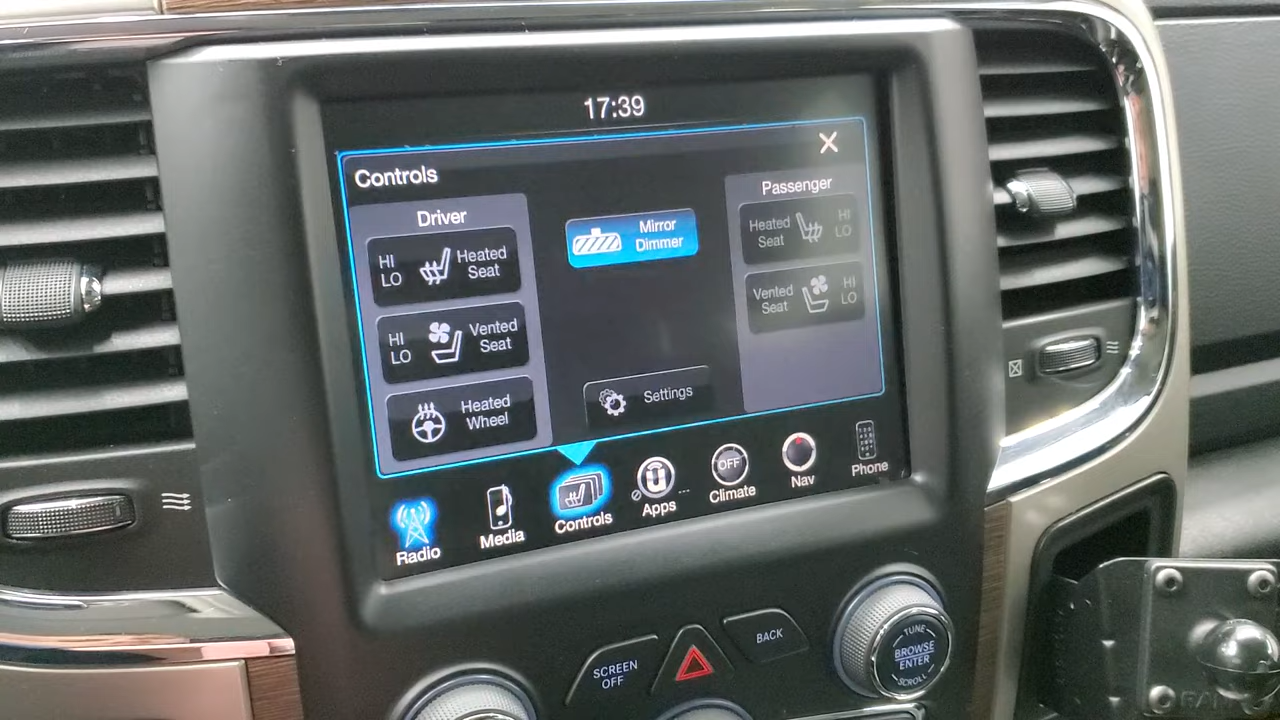 17:39
Controls
Driver
HI
LO
Heated
Seat
HI
LO
Vented
Seat
Heated
Wheel
Mirror
Dimmer
Settings
Passenger
Heated
Seat
HI
LO
Vented
Seat
HI
LO
Radio
Media
Controls
Apps
OFF
Climate
Nav
Phone
SCREEN
OFF
BACK
TUNE
BROWSE
ENTER
SCROLL